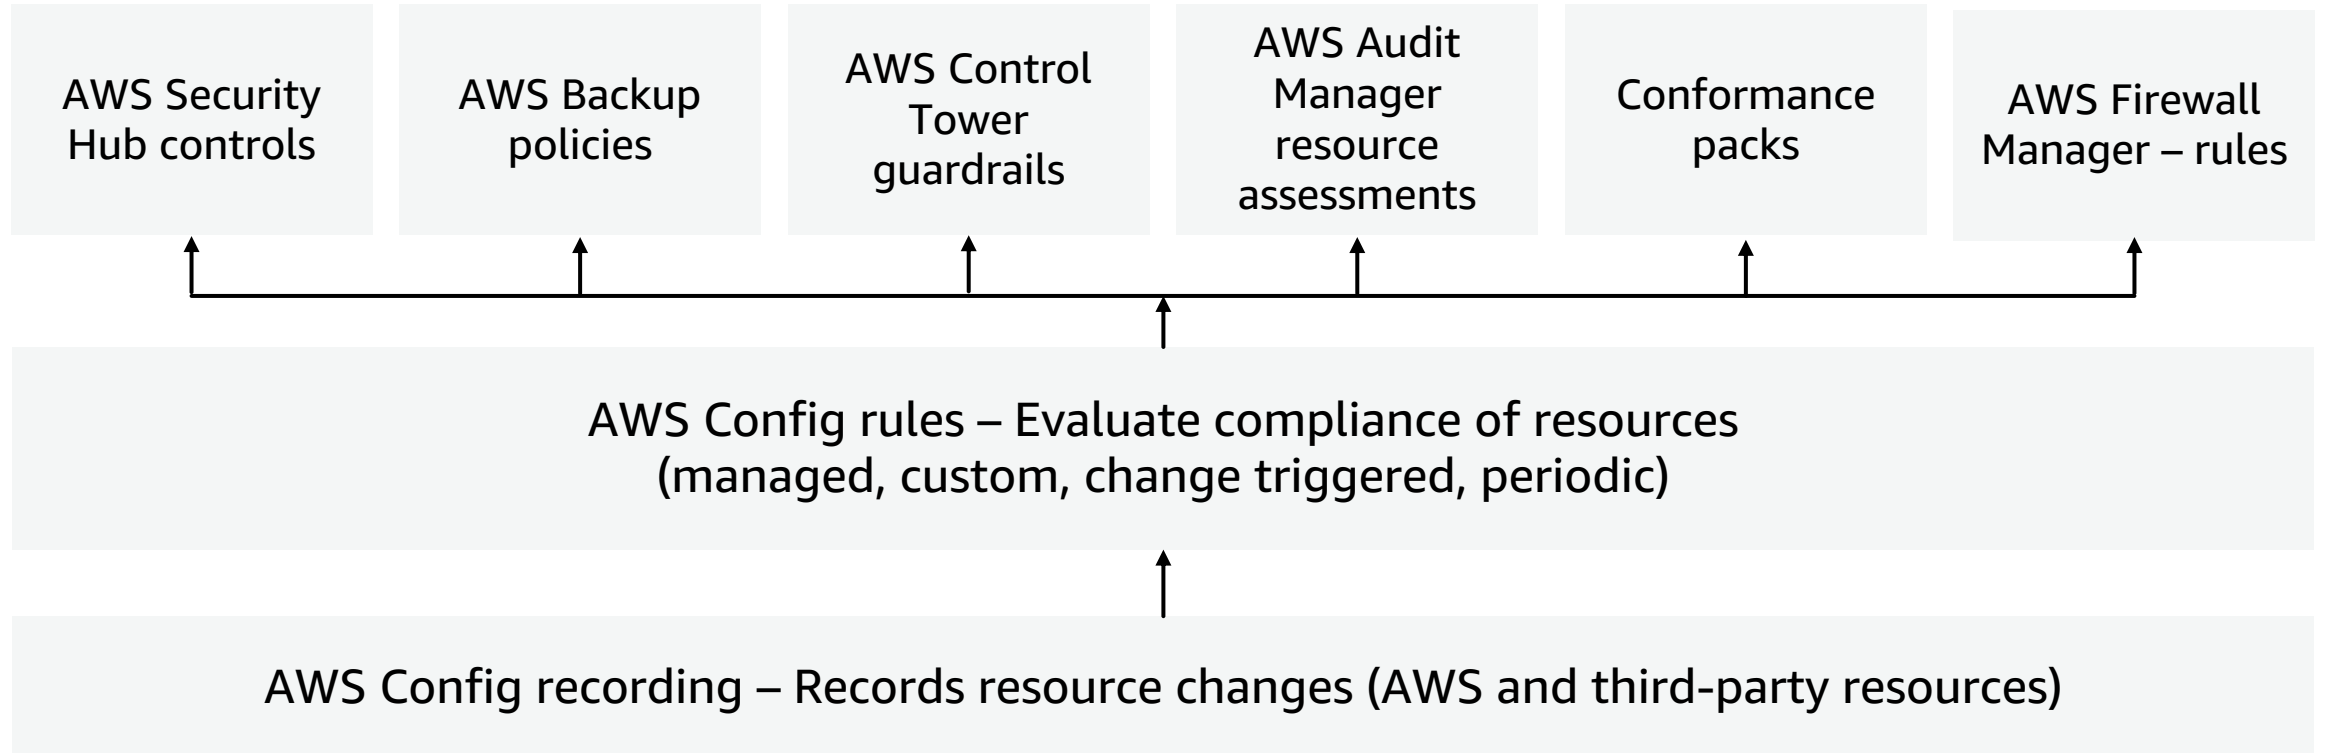 AWS Security
Hub controls
AWS Backup
policies
AWS Control
Tower
guardrails
AWS Audit
Manager
resource
assessments
Conformance
packs
AWS Firewall
Manager – rules
AWS Config rules – Evaluate compliance of resources
(managed, custom, change triggered, periodic)
AWS Config recording – Records resource changes (AWS and third-party resources)